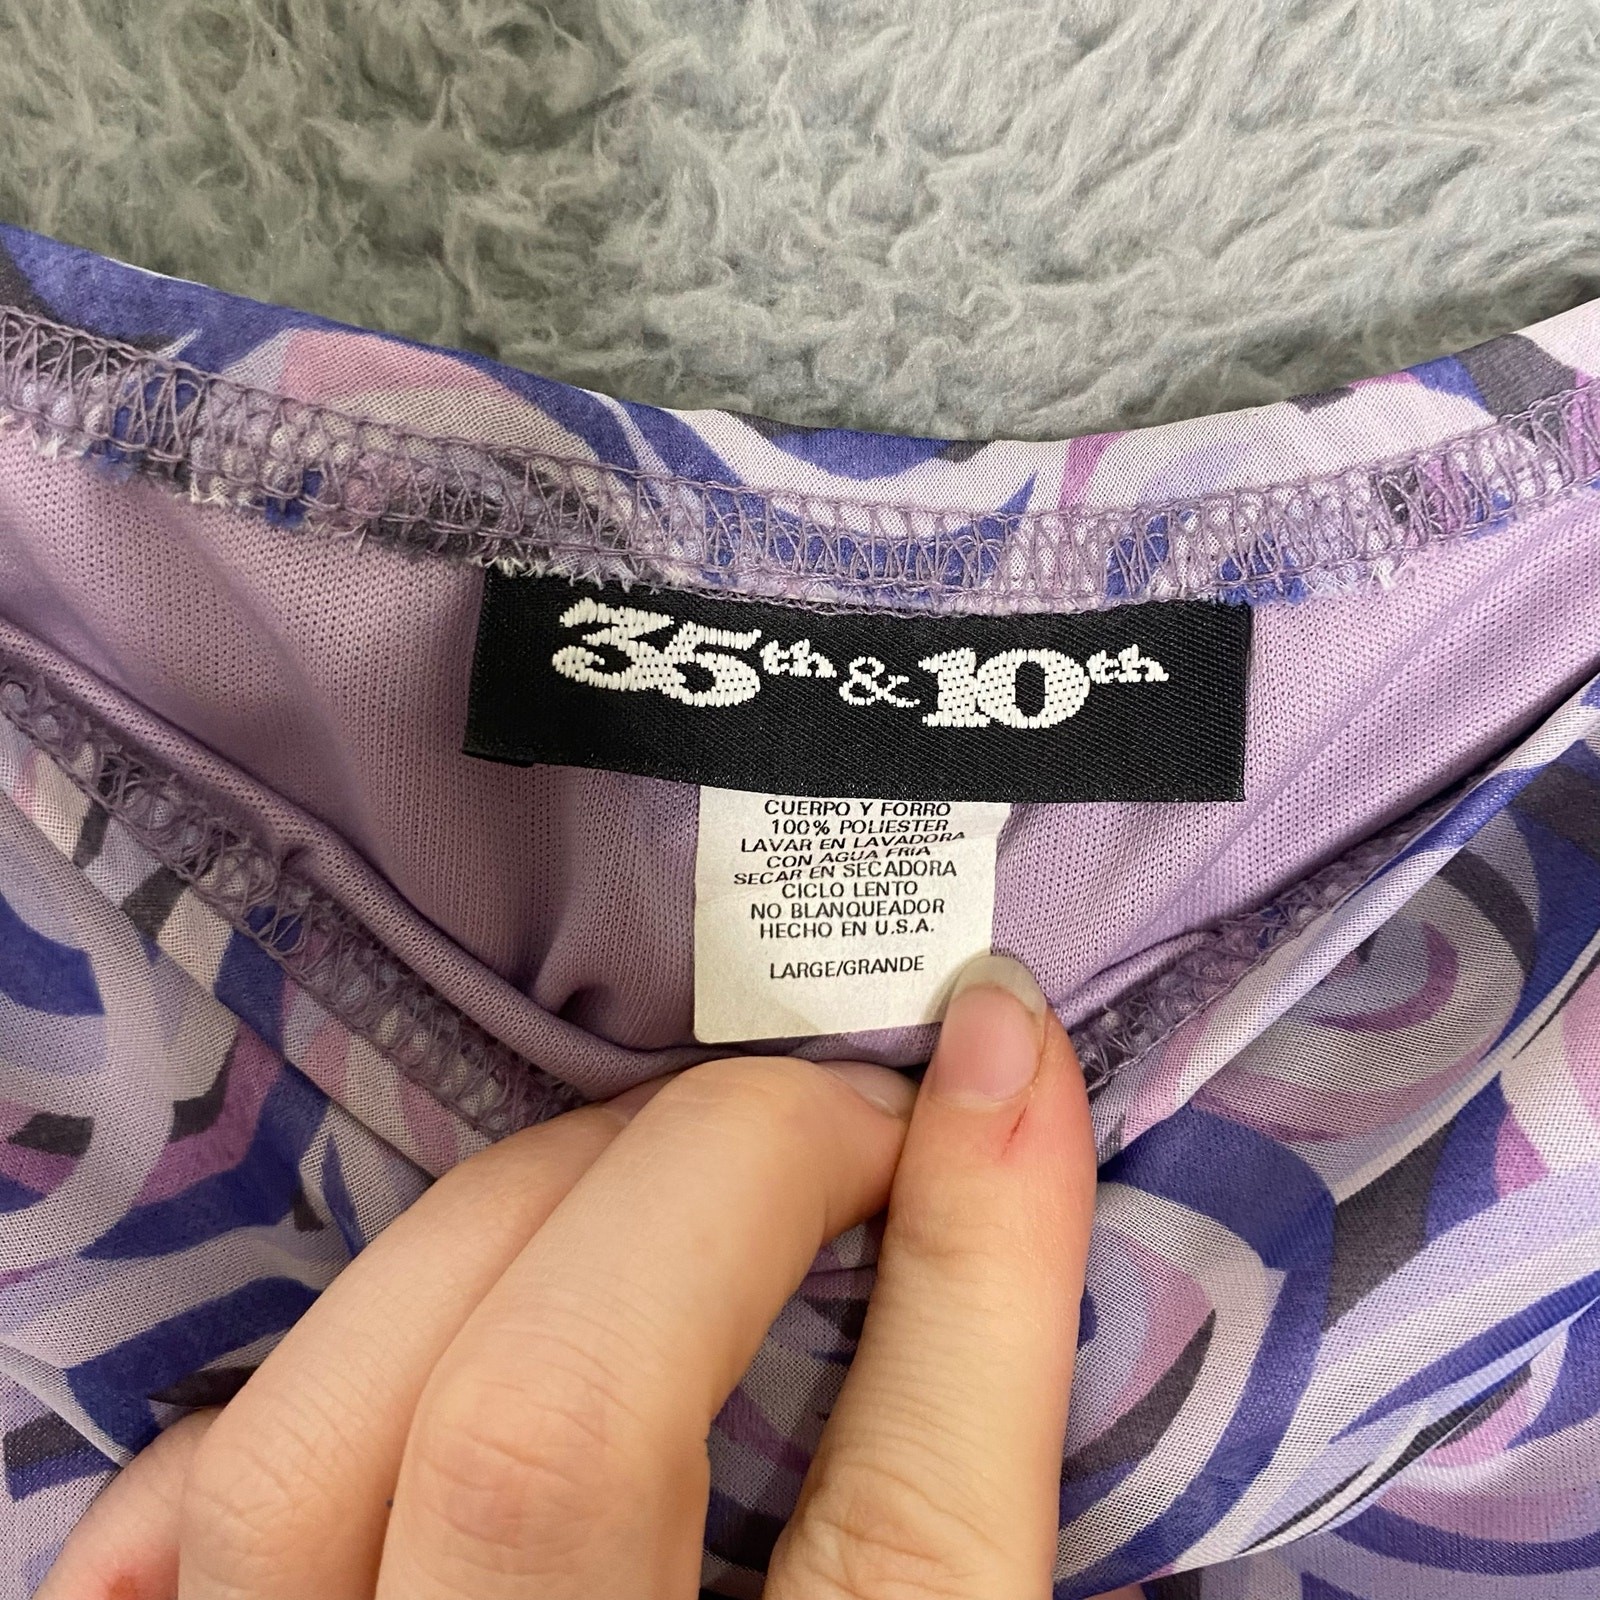 35th & 10th
CUERPO Y FORRO
100% POLIESTER
LAVAR EN LAVADORA
CON AGUA FRIA
SECAR EN SECADORA
CICLO LENTO
NO BLANQUEADOR
HECHO EN U.S.A.
LARGE/GRANDE